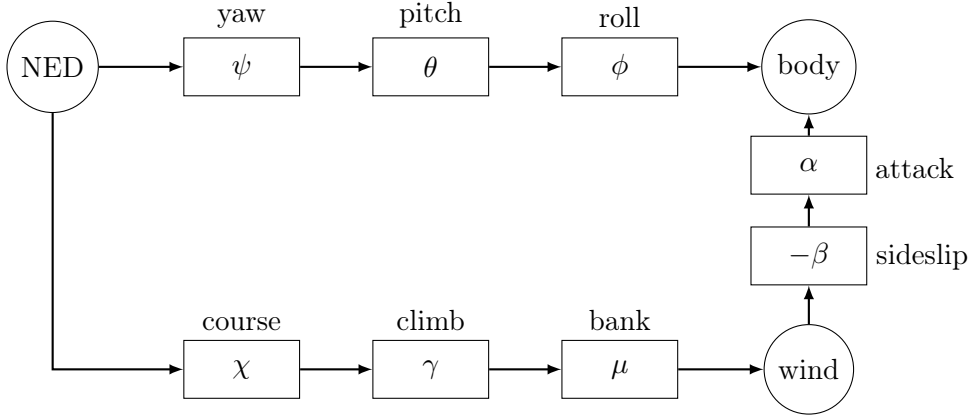 yaw pitch roll
NED ψ θ ϕ body
α attack
−β sideslip
course climb bank
χ γ μ wind